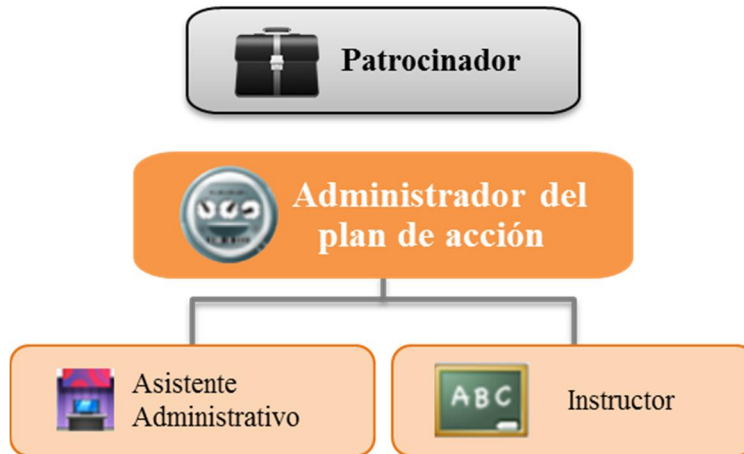 Patrocinador
Administrador del
plan de acción
Asistente
Administrativo
ABC
Instructor